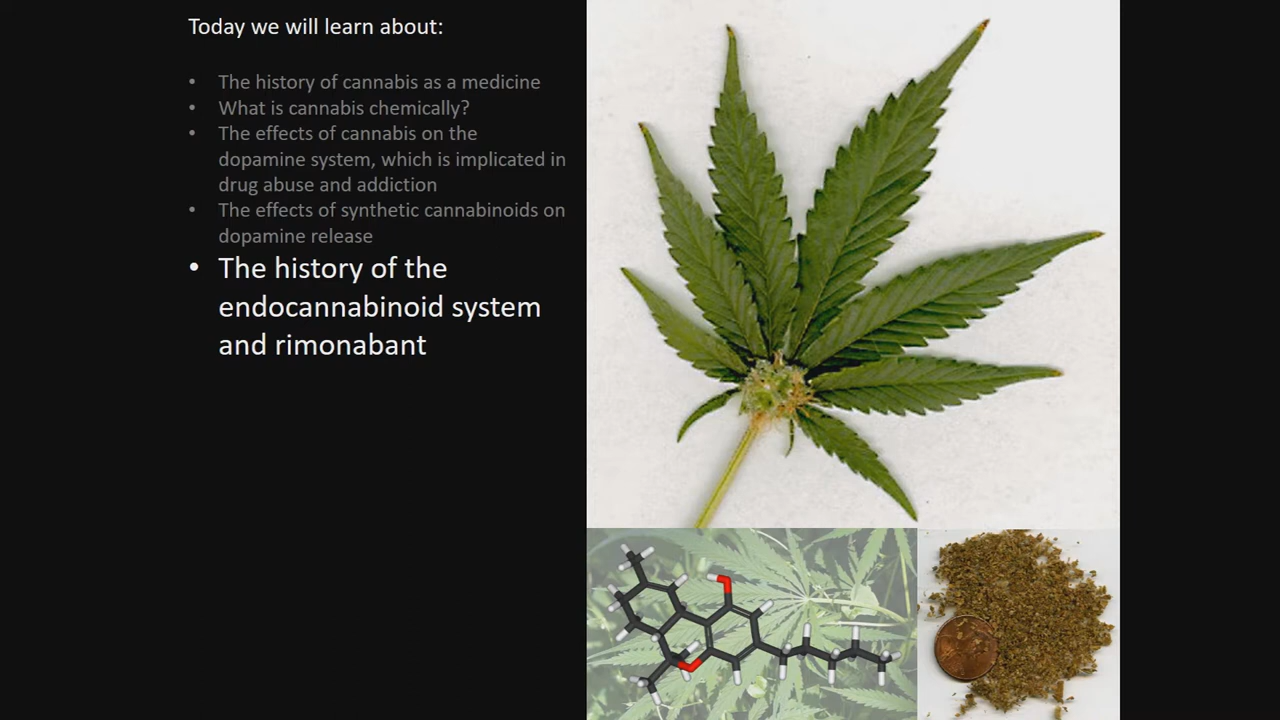 Today we will learn about:
• The history of cannabis as a medicine
• What is cannabis chemically?
• The effects of cannabis on the
dopamine system, which is implicated in
drug abuse and addiction
• The effects of synthetic cannabinoids on
dopamine release
• The history of the
endocannabinoid system
and rimonabant